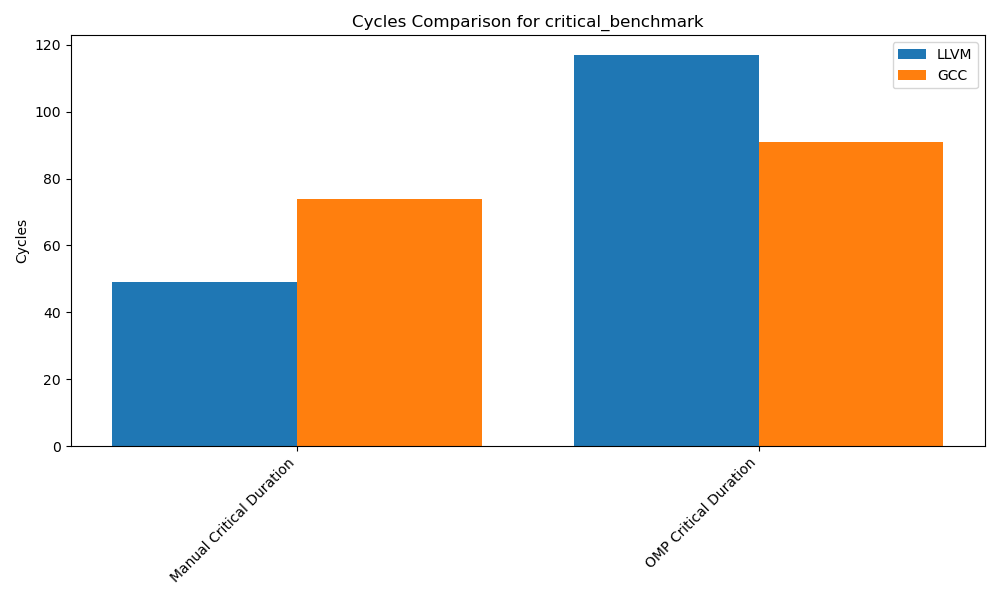 Cycles Comparison for critical_benchmark
LLVM
GCC
Cycles
120
100
80
60
40
20
0
Manual Critical Duration
OMP Critical Duration